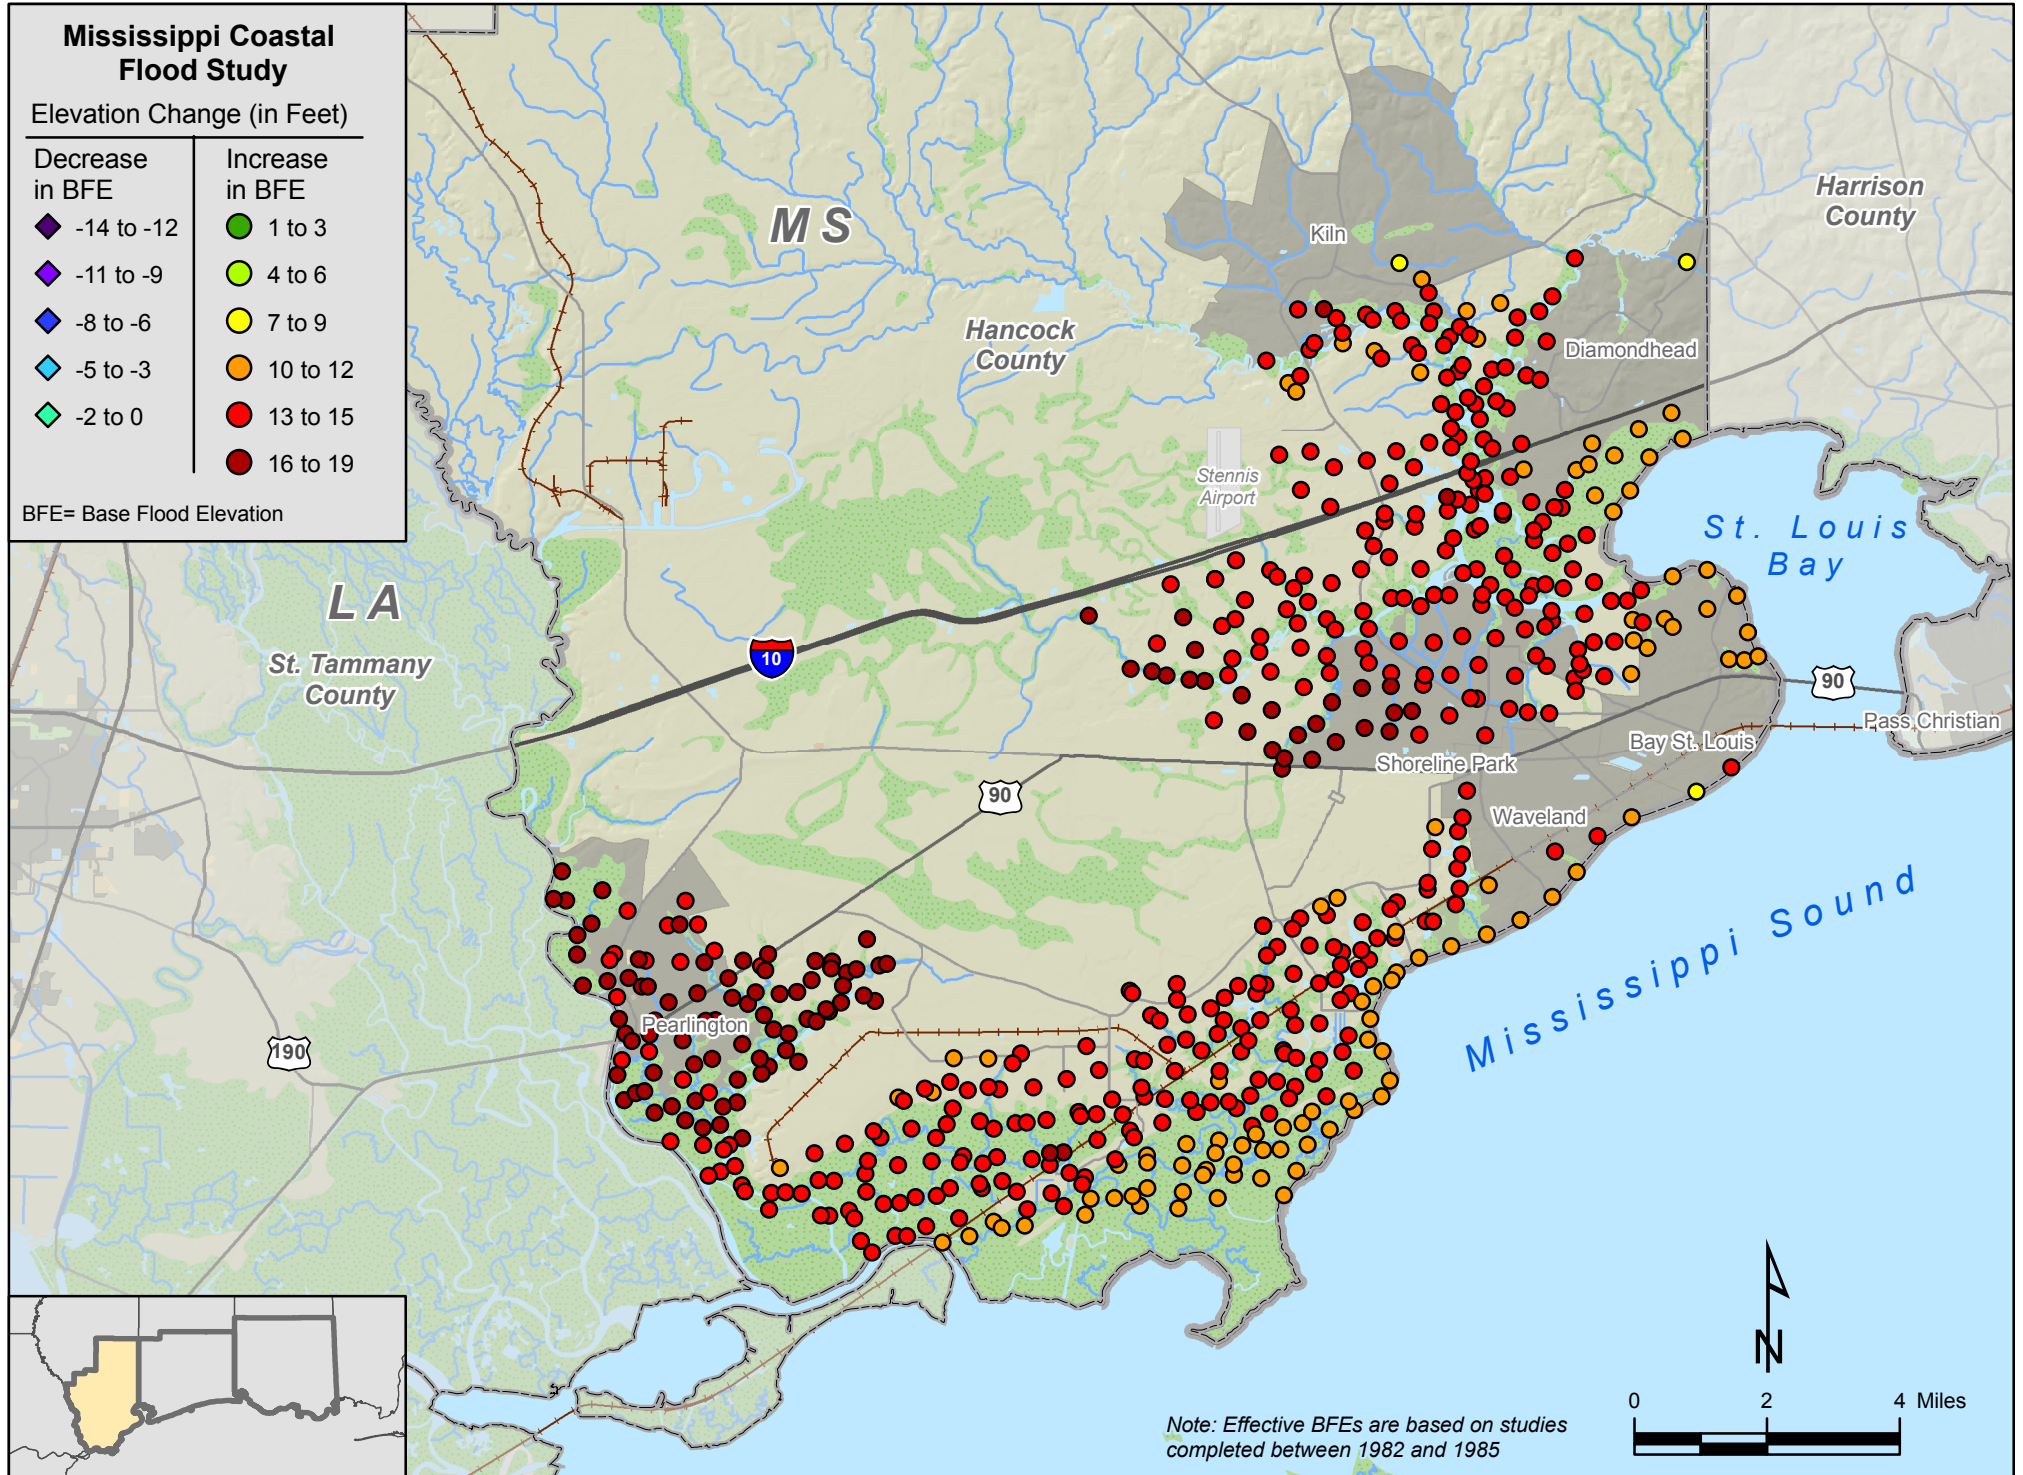 Mississippi Coastal
Flood Study
Elevation Change (in Feet)
Decrease
in BFE
-14 to -12
-11 to -9
-8 to -6
-5 to -3
-2 to 0
Increase
in BFE
1 to 3
4 to 6
7 to 9
10 to 12
13 to 15
16 to 19
BFE= Base Flood Elevation
MS
Kiln
Harrison
County
Hancock
County
Diamondhead
Stennis
Airport
St. Louis
Bay
LA
St. Tammany
County
10
90
Pass Christian
Bay St. Louis
Shoreline Park
90
Waveland
Mississippi Sound
Pearlington
190
N
0 2 4 Miles
Note: Effective BFEs are based on studies
completed between 1982 and 1985